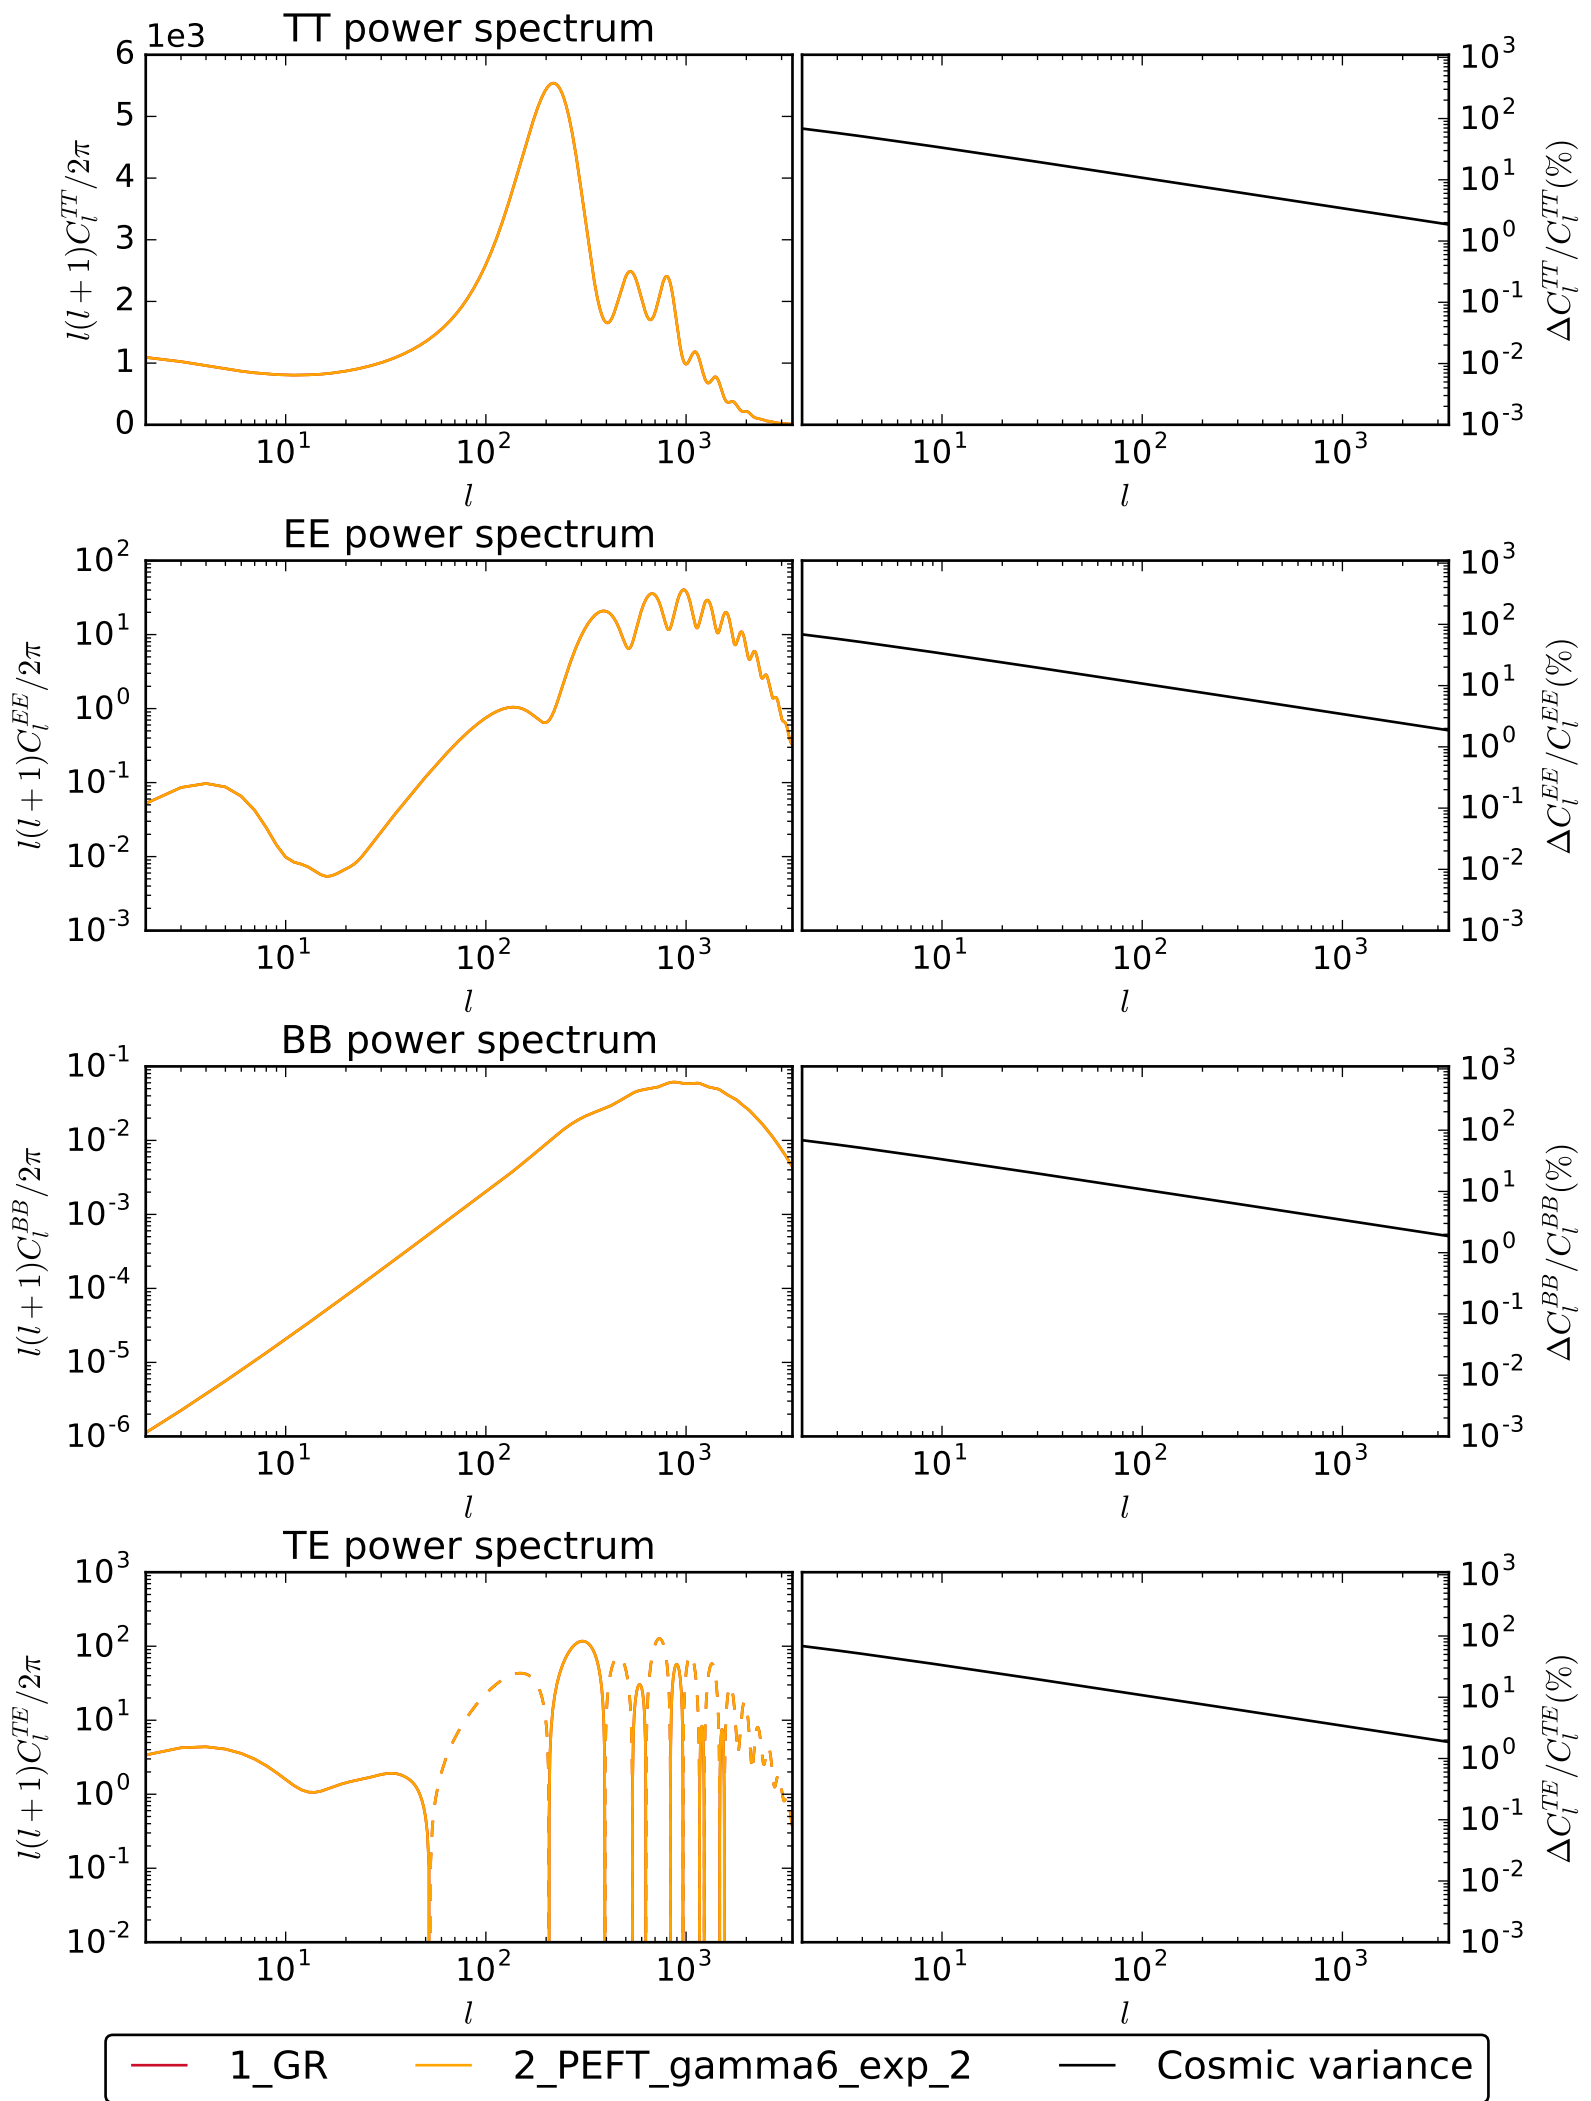 TT power spectrum
1e3
6
5
4
3
2
1
0
l(l+1)C_l^{TT}/2π
10^1 10^2 10^3
l
10^3
10^2
10^1
10^0
10^-1
10^-2
10^-3
ΔC_l^{TT}/C_l^{TT}(%)
10^1 10^2 10^3
l
EE power spectrum
10^2
10^1
10^0
10^-1
10^-2
10^-3
l(l+1)C_l^{EE}/2π
10^1 10^2 10^3
l
10^3
10^2
10^1
10^0
10^-1
10^-2
10^-3
ΔC_l^{EE}/C_l^{EE}(%)
10^1 10^2 10^3
l
BB power spectrum
10^-1
10^-2
10^-3
10^-4
10^-5
10^-6
l(l+1)C_l^{BB}/2π
10^1 10^2 10^3
l
10^3
10^2
10^1
10^0
10^-1
10^-2
10^-3
ΔC_l^{BB}/C_l^{BB}(%)
10^1 10^2 10^3
l
TE power spectrum
10^3
10^2
10^1
10^0
10^-1
10^-2
l(l+1)C_l^{TE}/2π
10^1 10^2 10^3
l
10^3
10^2
10^1
10^0
10^-1
10^-2
10^-3
ΔC_l^{TE}/C_l^{TE}(%)
10^1 10^2 10^3
l
1_GR 2_PEFT_gamma6_exp_2 Cosmic variance